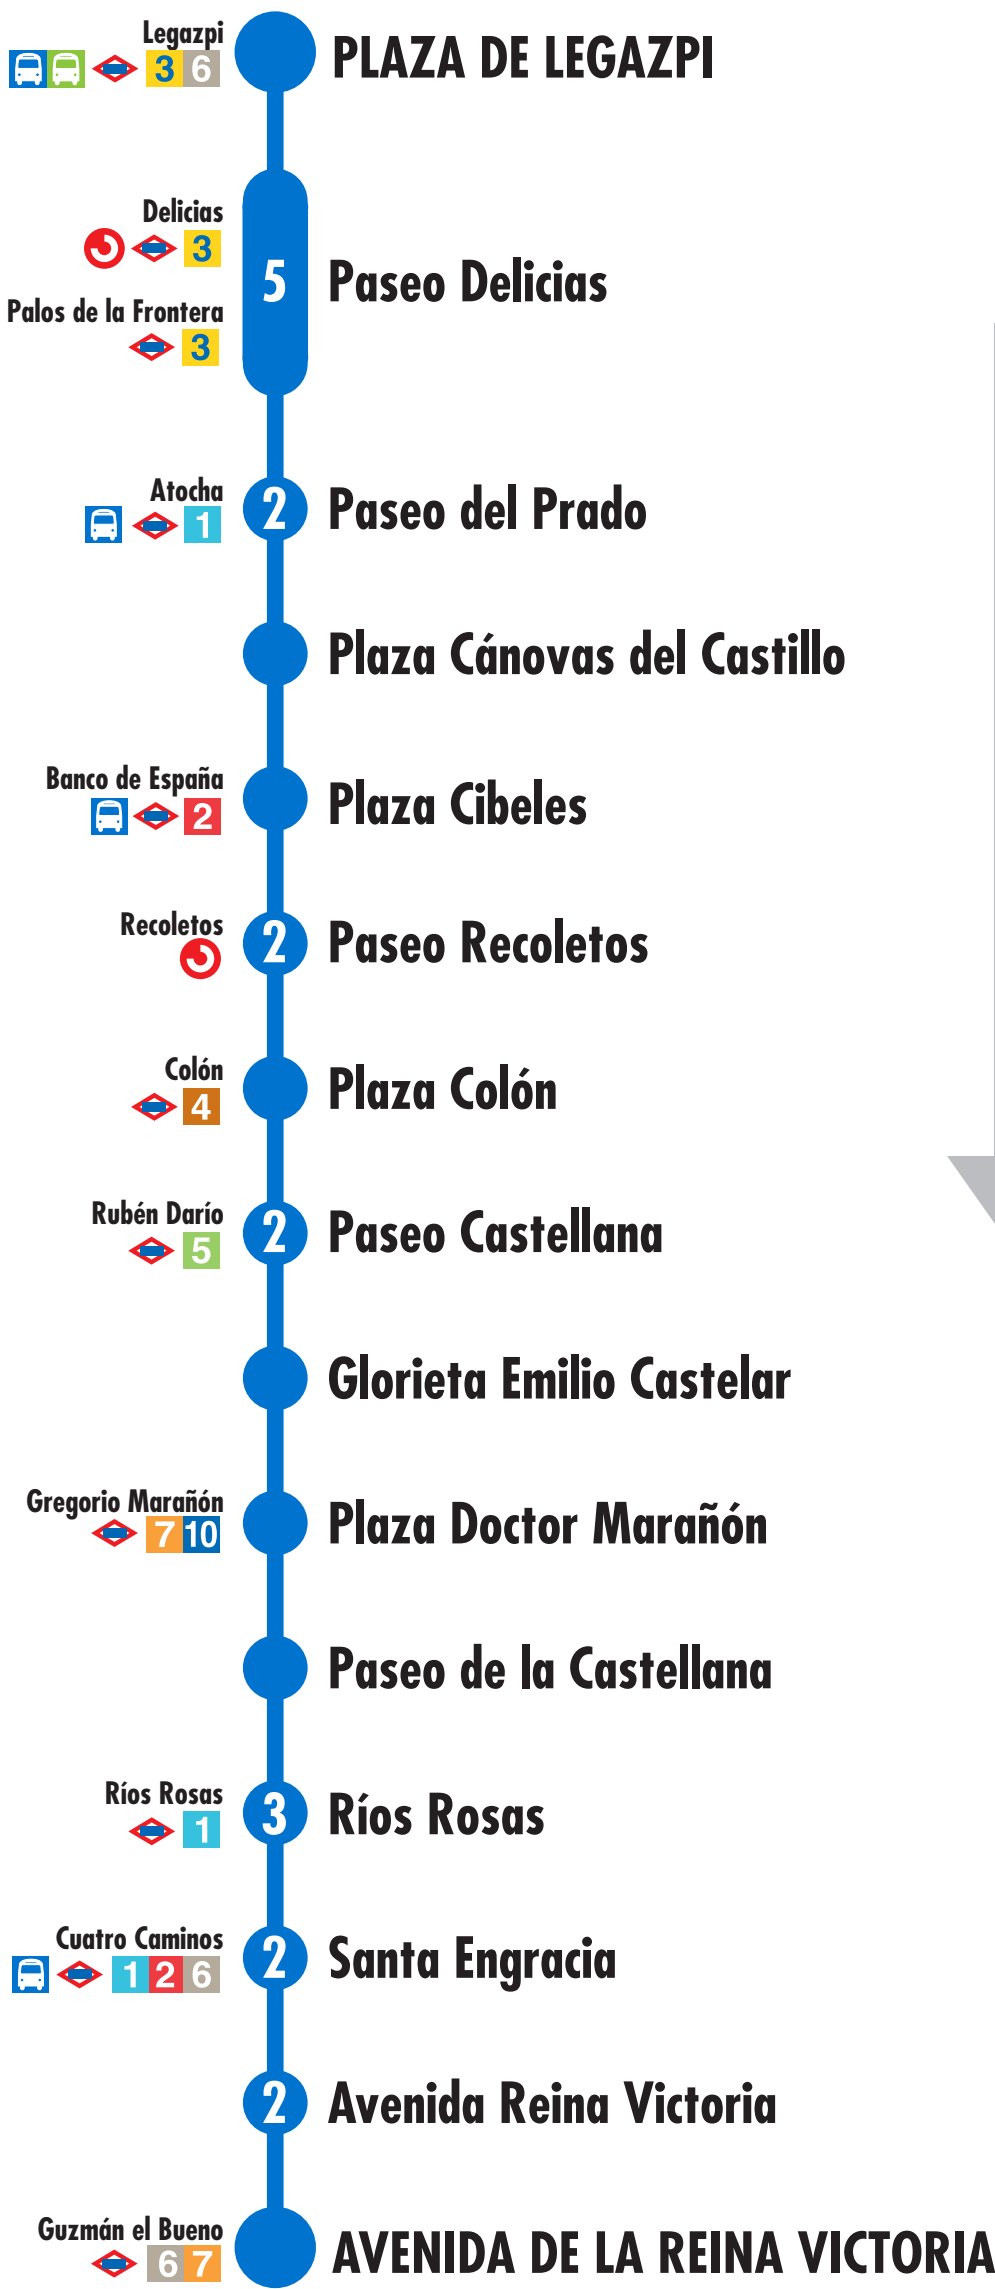 Legazpi
3 6
PLAZA DE LEGAZPI
Delicias
3
Palos de la Frontera
3
5
Paseo Delicias
Atocha
1
2
Paseo del Prado
Plaza Cánovas del Castillo
Banco de España
2
Plaza Cibeles
Recoletos
2
Paseo Recoletos
Colón
4
Plaza Colón
Rubén Darío
5
2
Paseo Castellana
Glorieta Emilio Castelar
Gregorio Marañón
7 10
Plaza Doctor Marañón
Paseo de la Castellana
Ríos Rosas
1
3
Ríos Rosas
Cuatro Caminos
1 2 6
2
Santa Engracia
2
Avenida Reina Victoria
Guzmán el Bueno
6 7
AVENIDA DE LA REINA VICTORIA